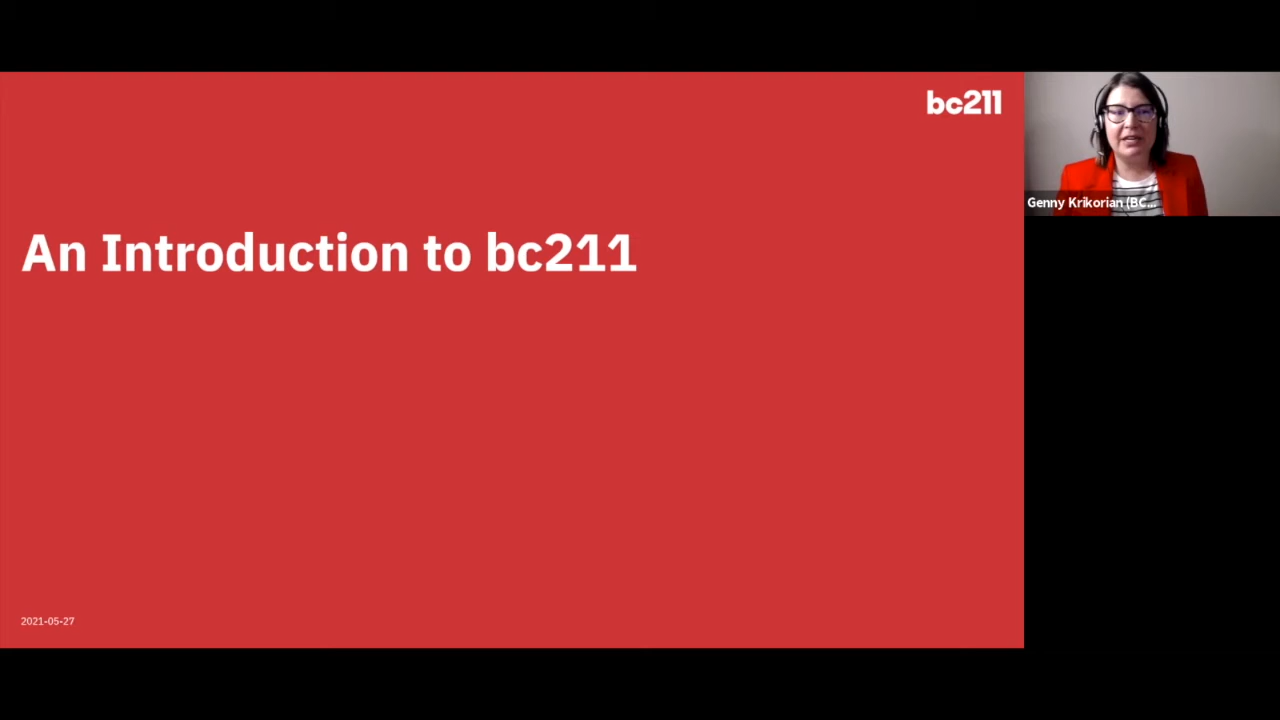 bc211
An Introduction to bc211
Genny Krikorian (BC...
2021-05-27